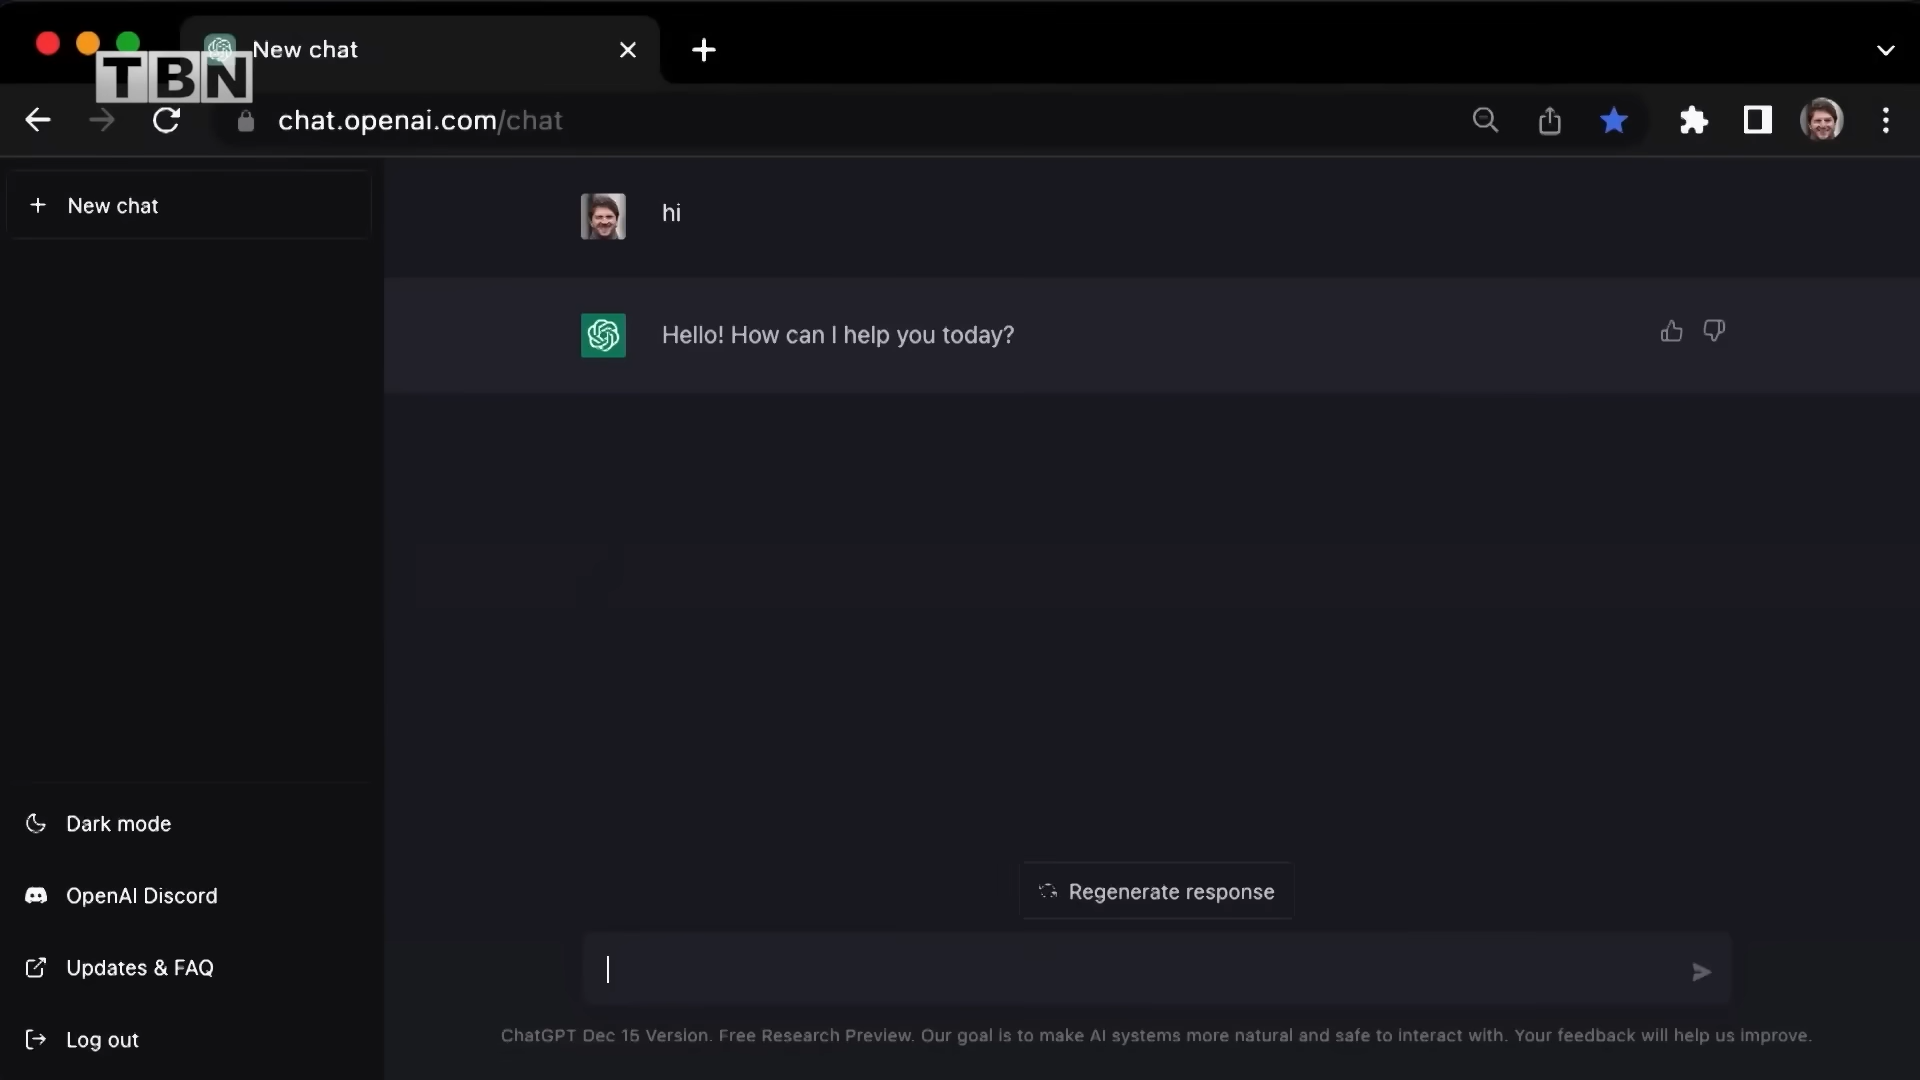 New chat
TBN
chat.openai.com/chat
New chat
hi
Hello! How can I help you today?
Dark mode
OpenAI Discord
Updates & FAQ
Log out
Regenerate response
ChatGPT Dec 15 Version. Free Research Preview. Our goal is to make AI systems more natural and safe to interact with. Your feedback will help us improve.